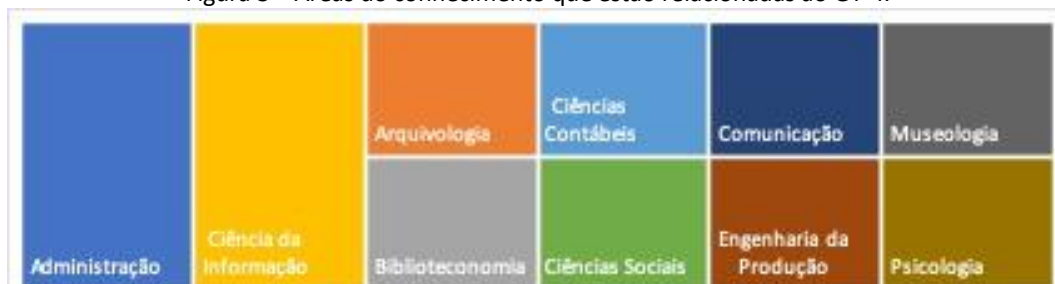 Administração
Ciência da
Informação
Arquivologia
Ciências
Contábeis
Comunicação
Museologia
Biblioteconomia
Ciências Sociais
Engenharia da
Produção
Psicologia